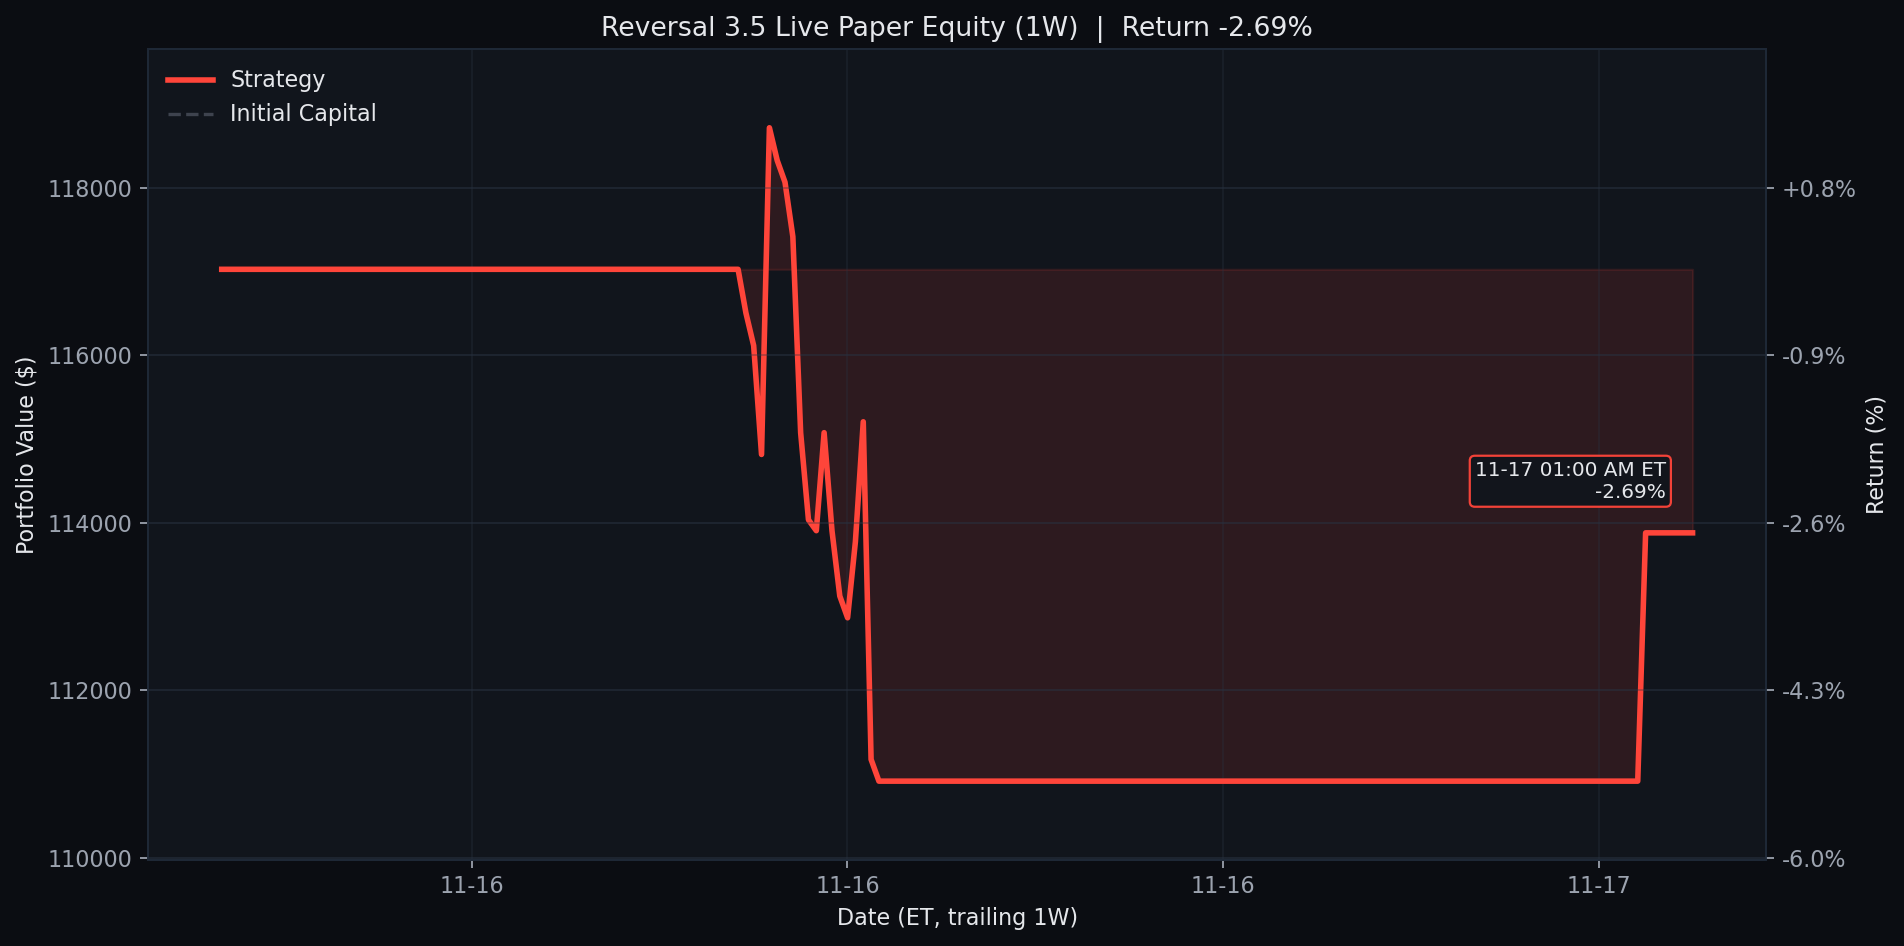 Reversal 3.5 Live Paper Equity (1W) | Return -2.69%
Strategy
Initial Capital
118000
116000
114000
112000
110000
Portfolio Value ($)
+0.8%
-0.9%
-2.6%
-4.3%
-6.0%
Return (%)
11-17 01:00 AM ET
-2.69%
11-16
11-16
11-16
11-17
Date (ET, trailing 1W)